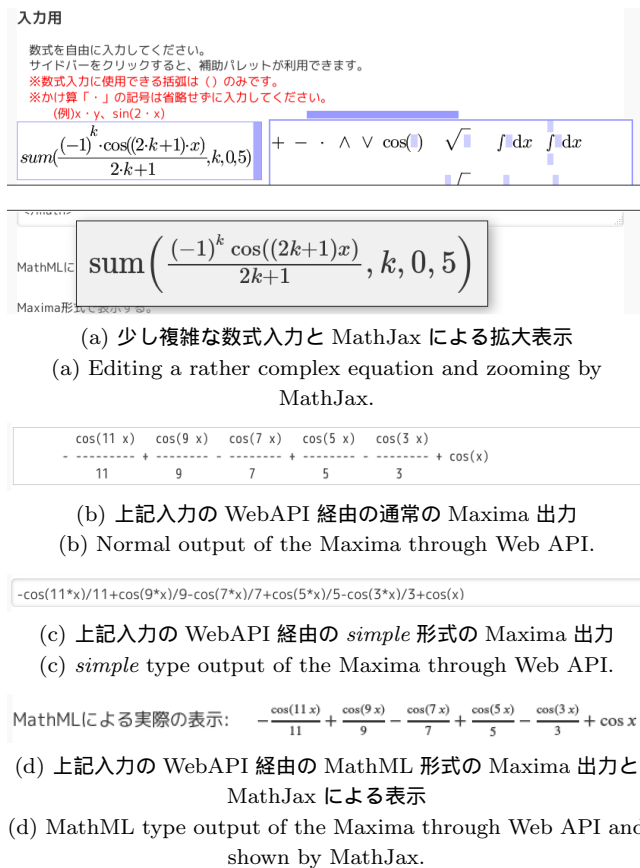 入力用
数式を自由に入力してください。
サイドバーをクリックすると、補助パレットが利用できます。
※数式入力に使用できる括弧は（）のみです。
※かけ算「・」の記号は省略せずに入力してください。
(例)x・y、sin(2・x)
sum((-1)^k·cos((2·k+1)·x)/2·k+1,k,0,5)
+ − · ∧ ∨ cos( ) √ ∫ dx ∫ dx
</math>
MathMLに
sum((-1)^k cos((2k+1)x)/2k+1, k, 0, 5)
Maxima形式で表示する。
(a) 少し複雑な数式入力と MathJax による拡大表示
(a) Editing a rather complex equation and zooming by
MathJax.
cos(11 x) cos(9 x) cos(7 x) cos(5 x) cos(3 x)
- --------- + -------- - -------- + -------- - -------- + cos(x)
11 9 7 5 3
(b) 上記入力の WebAPI 経由の通常の Maxima 出力
(b) Normal output of the Maxima through Web API.
-cos(11*x)/11+cos(9*x)/9-cos(7*x)/7+cos(5*x)/5-cos(3*x)/3+cos(x)
(c) 上記入力の WebAPI 経由の simple 形式の Maxima 出力
(c) simple type output of the Maxima through Web API.
MathMLによる実際の表示: −cos(11 x)/11 + cos(9 x)/9 − cos(7 x)/7 + cos(5 x)/5 − cos(3 x)/3 + cos x
(d) 上記入力の WebAPI 経由の MathML 形式の Maxima 出力と
MathJax による表示
(d) MathML type output of the Maxima through Web API and
shown by MathJax.